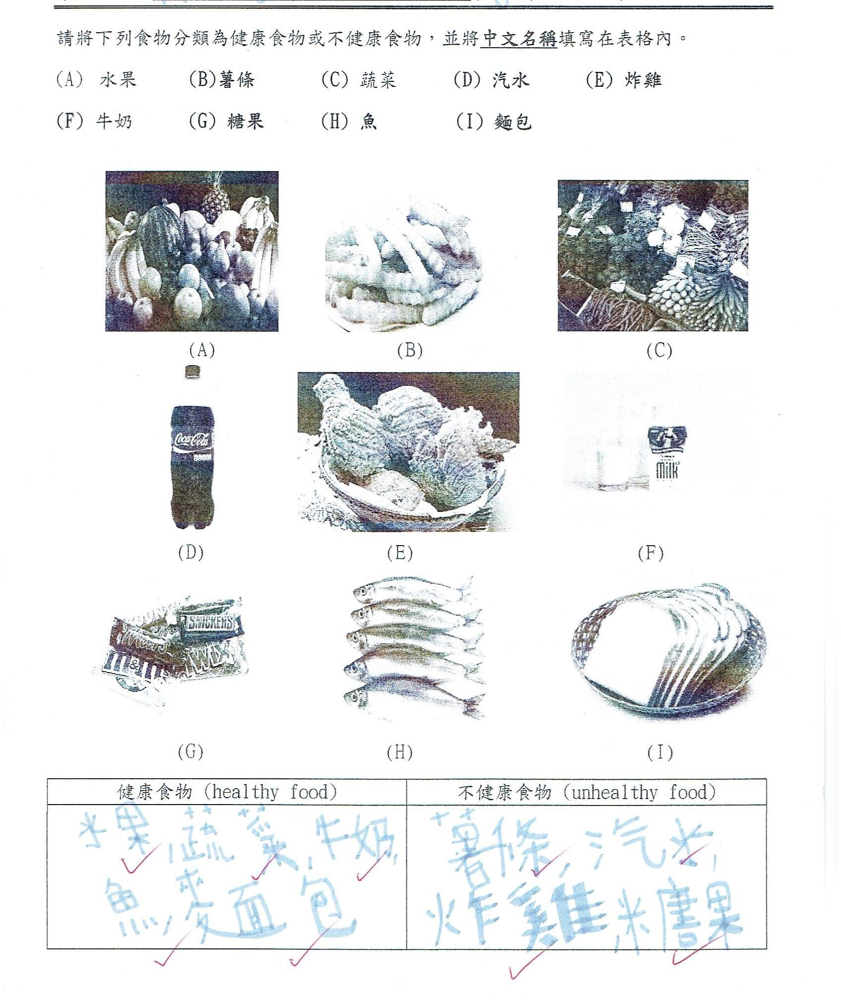 請將下列食物分類為健康食物或不健康食物，並將中文名稱填寫在表格內。
(A) 水果 (B)薯條 (C) 蔬菜 (D) 汽水 (E) 炸雞
(F) 牛奶 (G) 糖果 (H) 魚 (I) 麵包
(A) (B) (C)
Coca-Cola
milk
(D) (E) (F)
SNICKERS
TWIX
(G) (H) (I)
健康食物 (healthy food) 不健康食物 (unhealthy food)
水果,蔬菜,牛奶, 薯條,汽水,
魚,麵包 炸雞 糖果